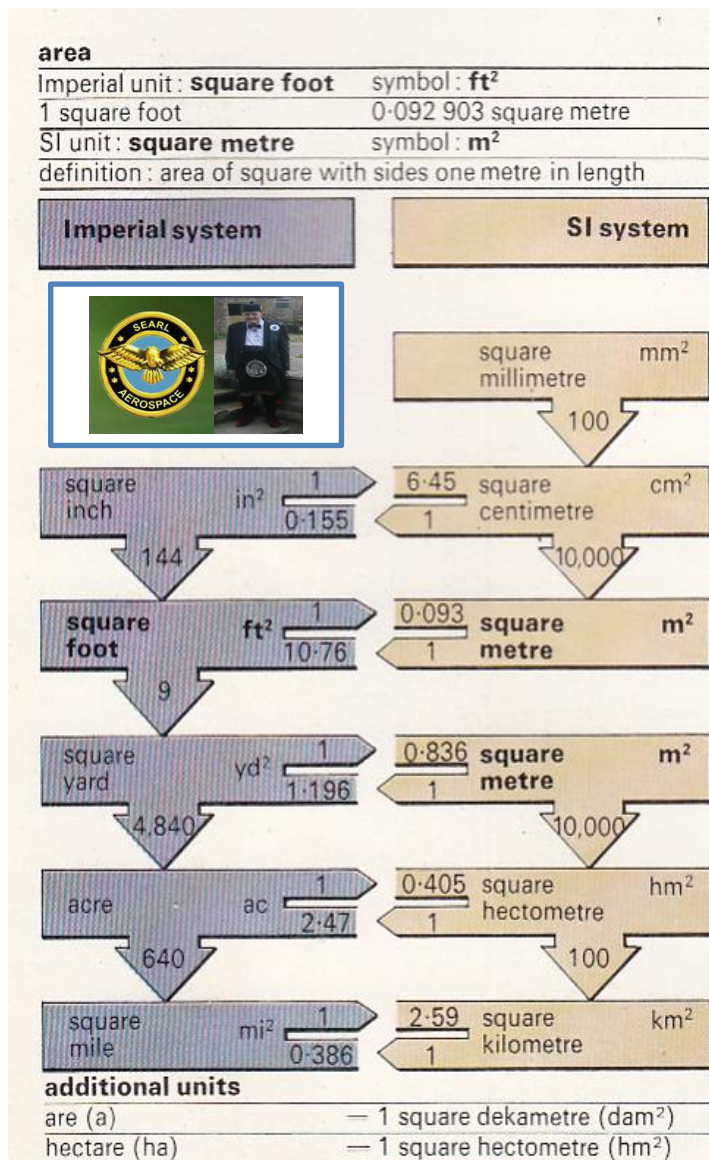 area
Imperial unit : square foot symbol : ft²
1 square foot 0·092 903 square metre
SI unit : square metre symbol : m²
definition : area of square with sides one metre in length
Imperial system SI system
SEARL
AEROSPACE
square mm²
millimetre
100
square in² 1 6·45 square cm²
inch 0·155 1 centimetre
144 10,000
square ft² 1 0·093 square m²
foot 10·76 1 metre
9
square yd² 1 0·836 square m²
yard 1·196 1 metre
4,840 10,000
acre ac 1 0·405 square hm²
2·47 1 hectometre
640 100
square mi² 1 2·59 square km²
mile 0·386 1 kilometre
additional units
are (a) = 1 square dekametre (dam²)
hectare (ha) = 1 square hectometre (hm²)